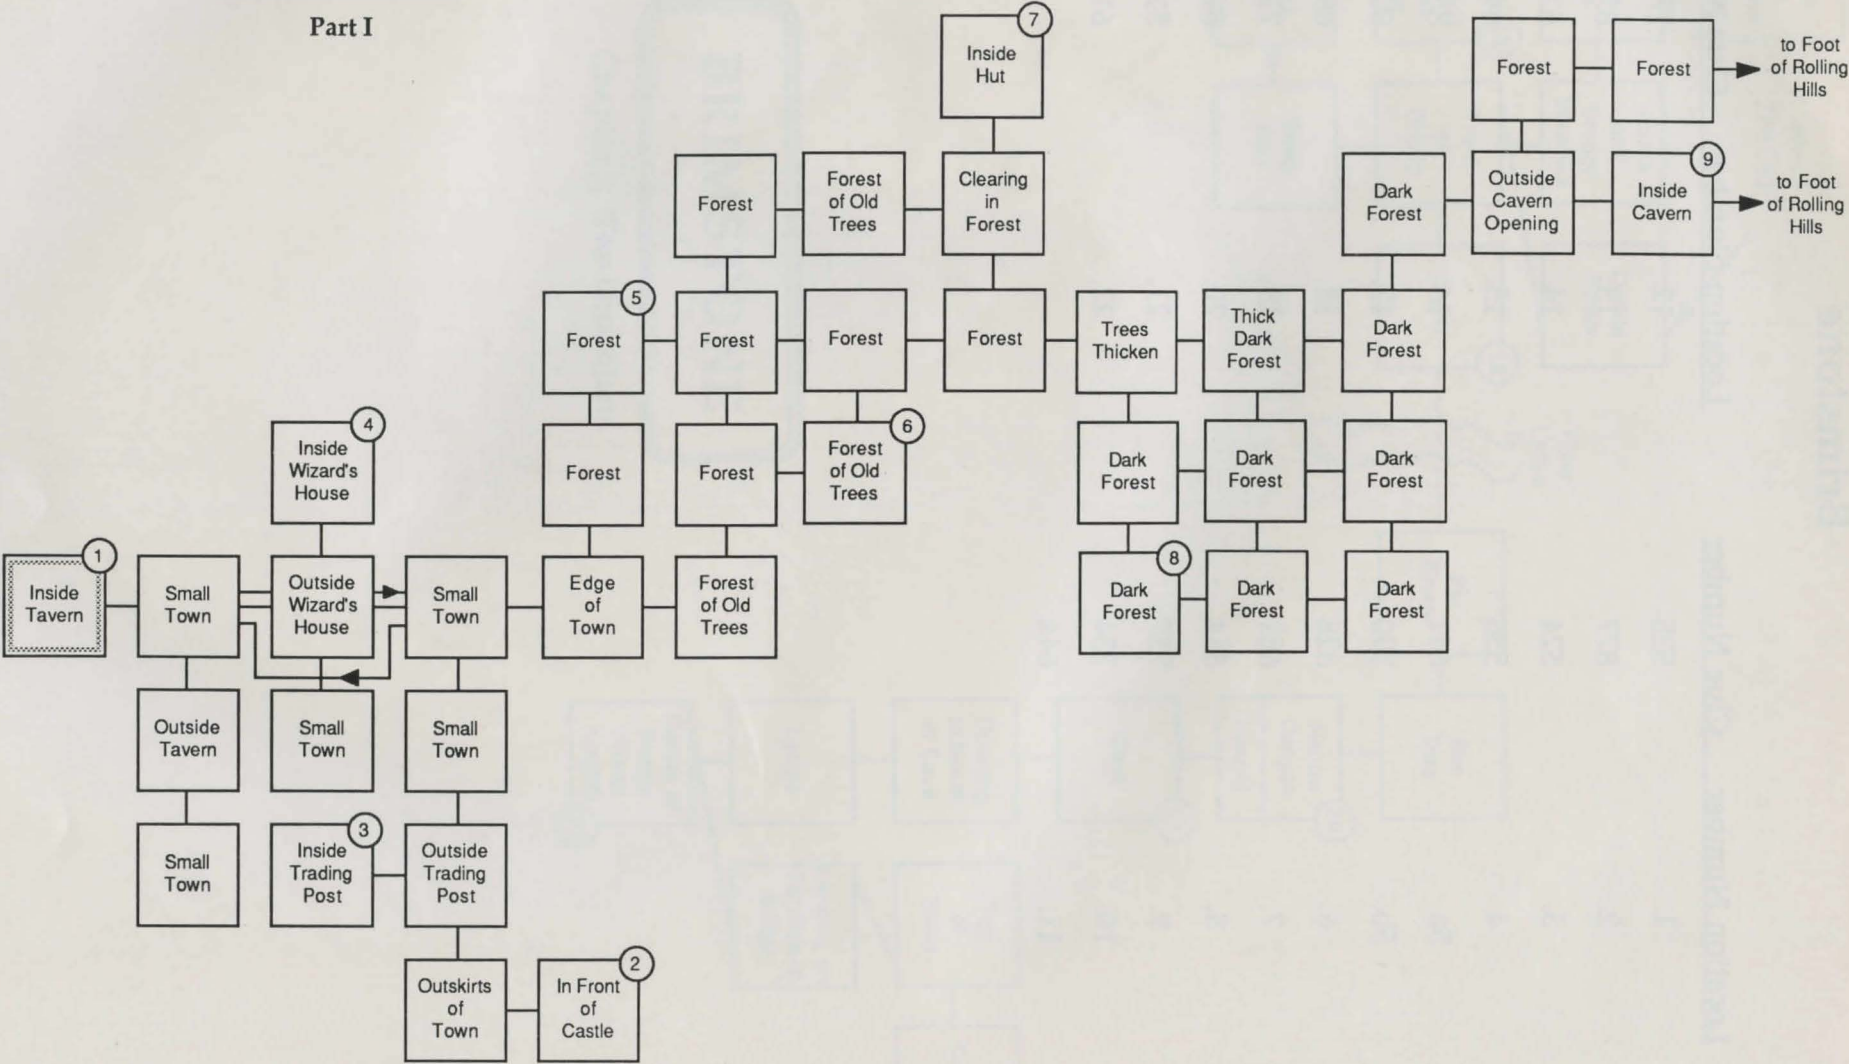 Part I
7
Inside
Hut
Forest
Forest
to Foot
of Rolling
Hills
Forest
Forest
of Old
Trees
Clearing
in
Forest
Dark
Forest
Outside
Cavern
Opening
9
Inside
Cavern
to Foot
of Rolling
Hills
5
Forest
Forest
Forest
Forest
Trees
Thicken
Thick
Dark
Forest
Dark
Forest
4
Inside
Wizard's
House
Forest
Forest
6
Forest
of Old
Trees
Dark
Forest
Dark
Forest
Dark
Forest
1
Inside
Tavern
Small
Town
Outside
Wizard's
House
Small
Town
Edge
of
Town
Forest
of Old
Trees
8
Dark
Forest
Dark
Forest
Dark
Forest
Outside
Tavern
Small
Town
Small
Town
Small
Town
3
Inside
Trading
Post
Outside
Trading
Post
Outskirts
of
Town
2
In Front
of
Castle